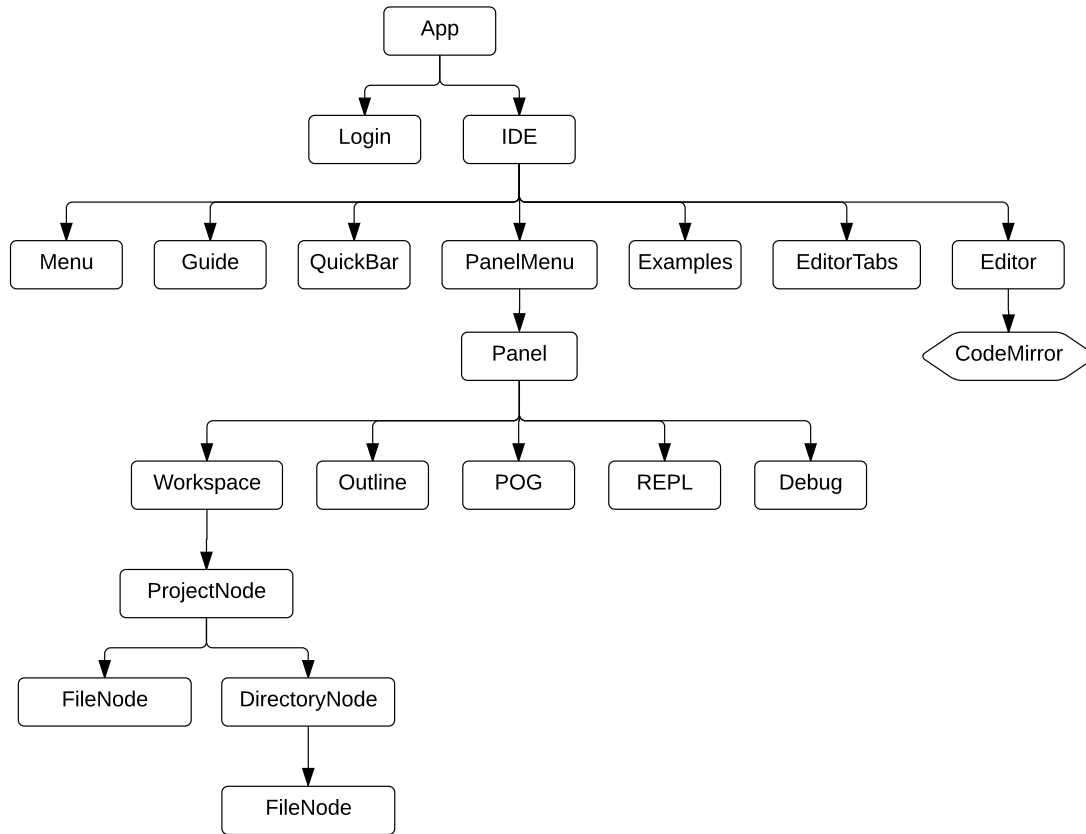 App
Login
IDE
Menu
Guide
QuickBar
PanelMenu
Examples
EditorTabs
Editor
Panel
CodeMirror
Workspace
Outline
POG
REPL
Debug
ProjectNode
FileNode
DirectoryNode
FileNode